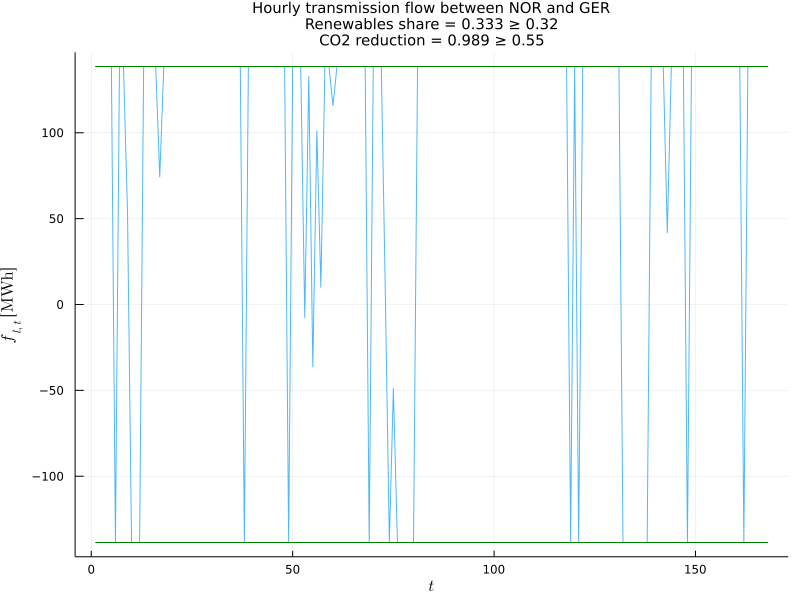 Hourly transmission flow between NOR and GER
Renewables share = 0.333 ≥ 0.32
CO2 reduction = 0.989 ≥ 0.55
100
50
0
−50
−100
f l,t [MWh]
0
50
100
150
t